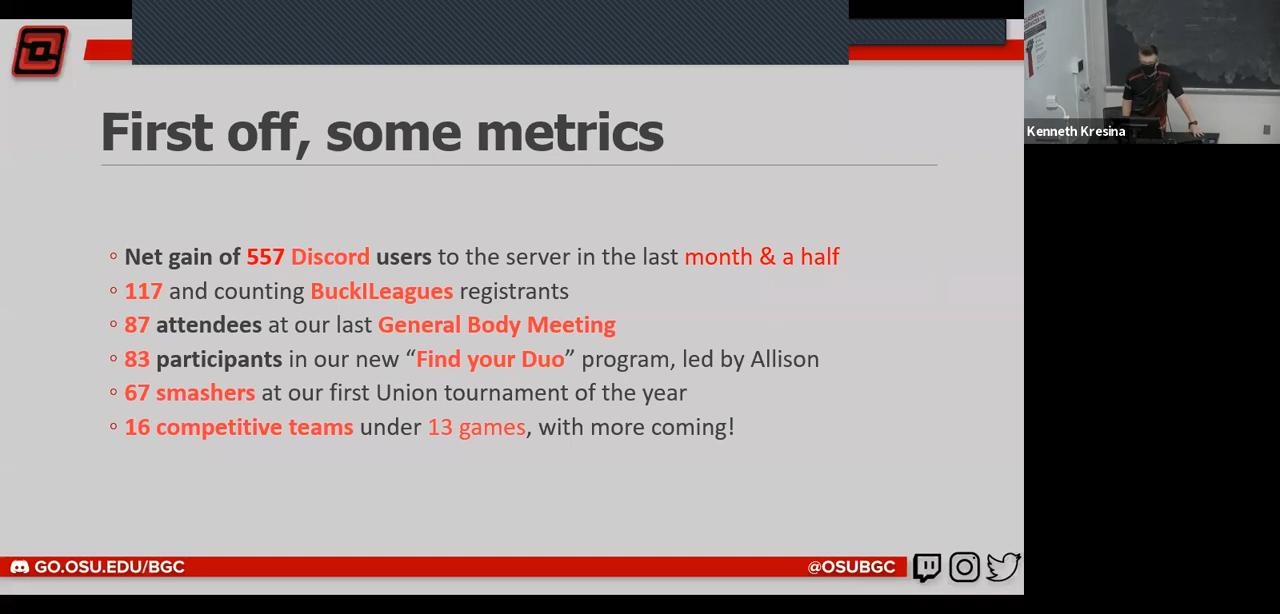 First off, some metrics
Net gain of 557 Discord users to the server in the last month & a half
117 and counting BuckILeagues registrants
87 attendees at our last General Body Meeting
83 participants in our new “Find your Duo” program, led by Allison
67 smashers at our first Union tournament of the year
16 competitive teams under 13 games, with more coming!
GO.OSU.EDU/BGC
@OSUBGC
Kenneth Kresina